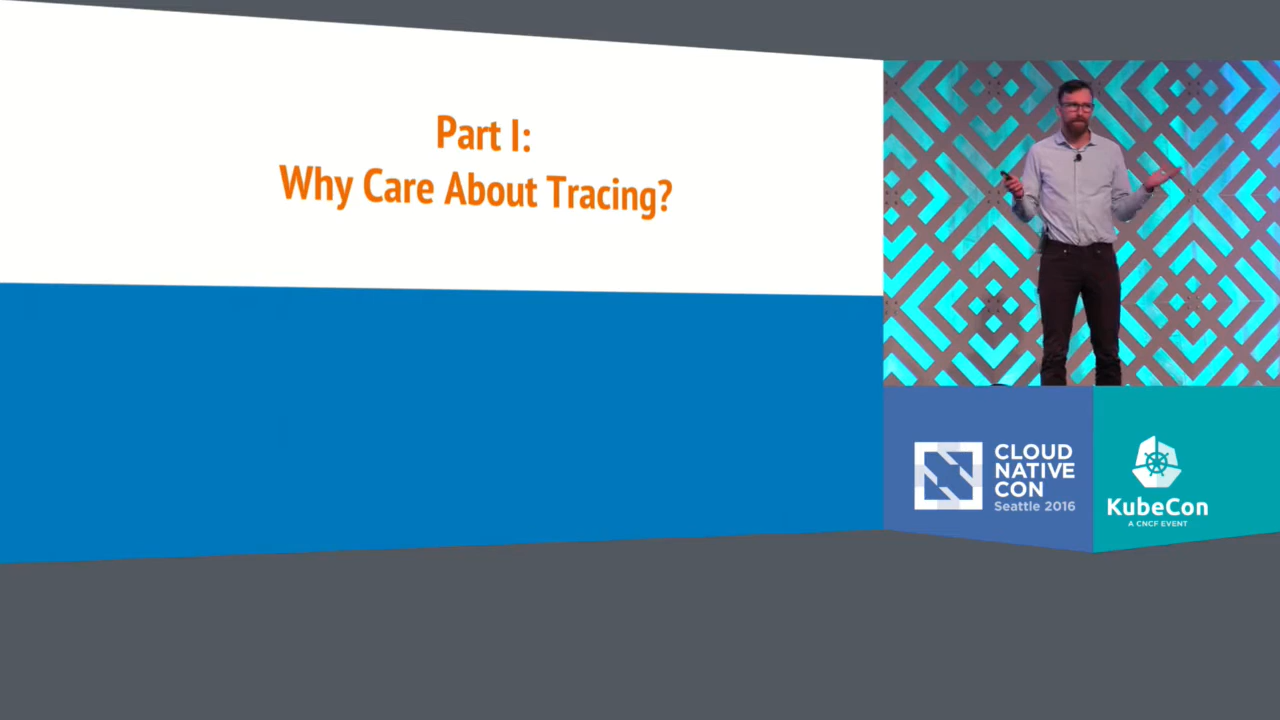 Part I:
Why Care About Tracing?
CLOUD
NATIVE
CON
Seattle 2016
KubeCon
A CNCF EVENT